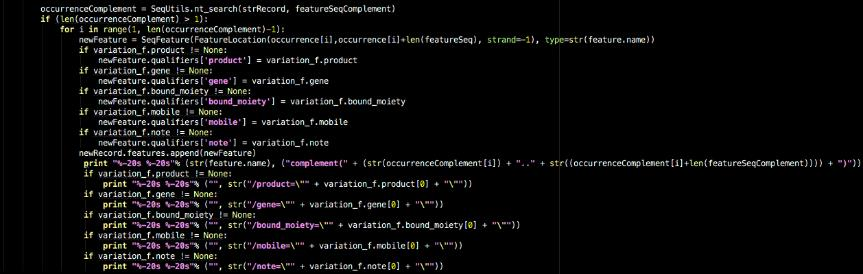 occurrenceComplement = SeqUtils.nt_search(strRecord, featureSeqComplement)
if (len(occurrenceComplement) > 1):
for i in range(1, len(occurrenceComplement)-1):
newFeature = SeqFeature(FeatureLocation(occurrence[i],occurrence[i]+len(featureSeq), strand=-1), type=str(feature.name))
if variation_f.product != None:
newFeature.qualifiers['product'] = variation_f.product
if variation_f.gene != None:
newFeature.qualifiers['gene'] = variation_f.gene
if variation_f.bound_moiety != None:
newFeature.qualifiers['bound_moiety'] = variation_f.bound_moiety
if variation_f.mobile != None:
newFeature.qualifiers['mobile'] = variation_f.mobile
if variation_f.note != None:
newFeature.qualifiers['note'] = variation_f.note
newRecord.features.append(newFeature)
print "%-20s %-20s"% (str(feature.name), ("complement(" + (str(occurrenceComplement[i]) + ".." + str((occurrenceComplement[i]+len(featureSeqComplement)))) + ")"))
if variation_f.product != None:
print "%-20s %-20s"% ("", str("/product=\"" + variation_f.product[0] + "\""))
if variation_f.gene != None:
print "%-20s %-20s"% ("", str("/gene=\"" + variation_f.gene[0] + "\""))
if variation_f.bound_moiety != None:
print "%-20s %-20s"% ("", str("/bound_moiety=\"" + variation_f.bound_moiety[0] + "\""))
if variation_f.mobile != None:
print "%-20s %-20s"% ("", str("/mobile=\"" + variation_f.mobile[0] + "\""))
if variation_f.note != None:
print "%-20s %-20s"% ("", str("/note=\"" + variation_f.note[0] + "\""))